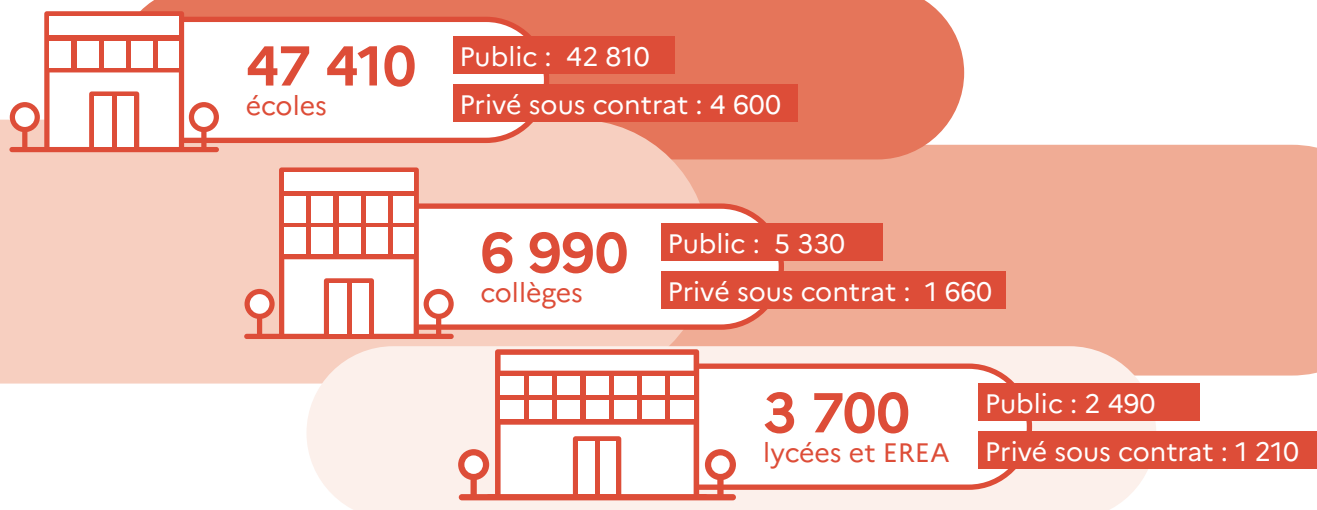 47 410
écoles
Public : 42 810
Privé sous contrat : 4 600
6 990
collèges
Public : 5 330
Privé sous contrat : 1 660
3 700
lycées et EREA
Public : 2 490
Privé sous contrat : 1 210